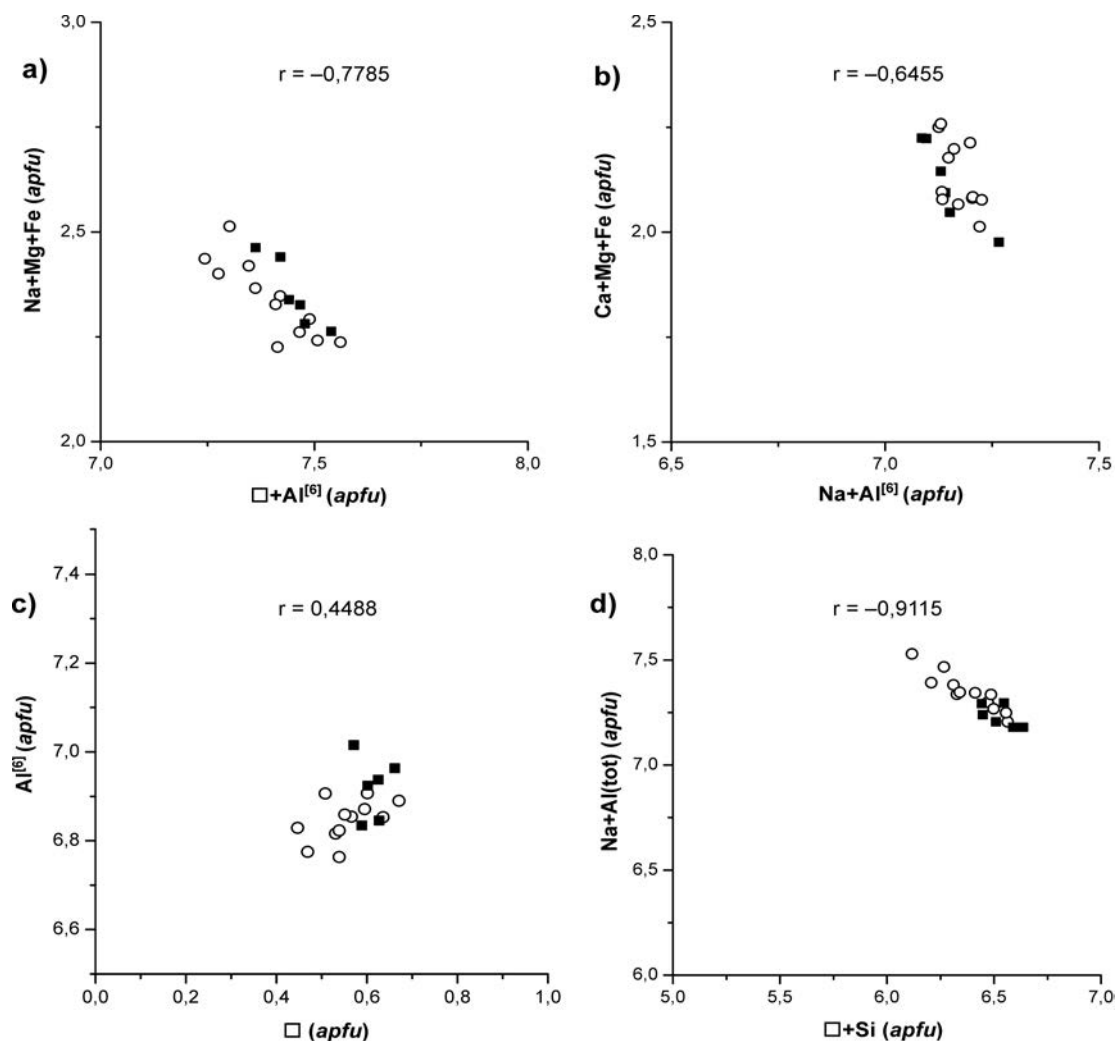 a)
r = –0,7785
3,0
2,5
2,0
Na+Mg+Fe (apfu)
7,0 7,5 8,0
□+Al[6] (apfu)
b)
r = –0,6455
2,5
2,0
1,5
Ca+Mg+Fe (apfu)
6,5 7,0 7,5
Na+Al[6] (apfu)
c)
r = 0,4488
7,4
7,2
7,0
6,8
6,6
Al[6] (apfu)
0,0 0,2 0,4 0,6 0,8 1,0
□ (apfu)
d)
r = –0,9115
8,0
7,5
7,0
6,5
6,0
Na+Al(tot) (apfu)
5,0 5,5 6,0 6,5 7,0
□+Si (apfu)